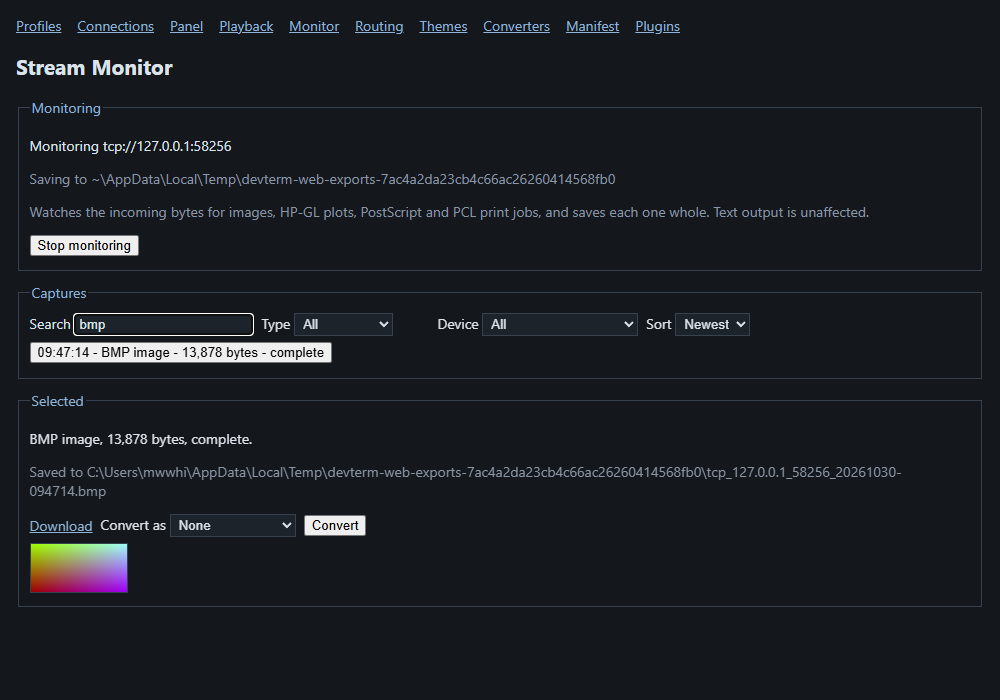 Profiles Connections Panel Playback Monitor Routing Themes Converters Manifest Plugins
Stream Monitor
Monitoring
Monitoring tcp://127.0.0.1:58256
Saving to ~\AppData\Local\Temp\devterm-web-exports-7ac4a2da23cb4c66ac26260414568fb0
Watches the incoming bytes for images, HP-GL plots, PostScript and PCL print jobs, and saves each one whole. Text output is unaffected.
Stop monitoring
Captures
Search bmp Type All Device All Sort Newest
09:47:14 - BMP image - 13,878 bytes - complete
Selected
BMP image, 13,878 bytes, complete.
Saved to C:\Users\mwwhi\AppData\Local\Temp\devterm-web-exports-7ac4a2da23cb4c66ac26260414568fb0\tcp_127.0.0.1_58256_20261030-
094714.bmp
Download Convert as None Convert